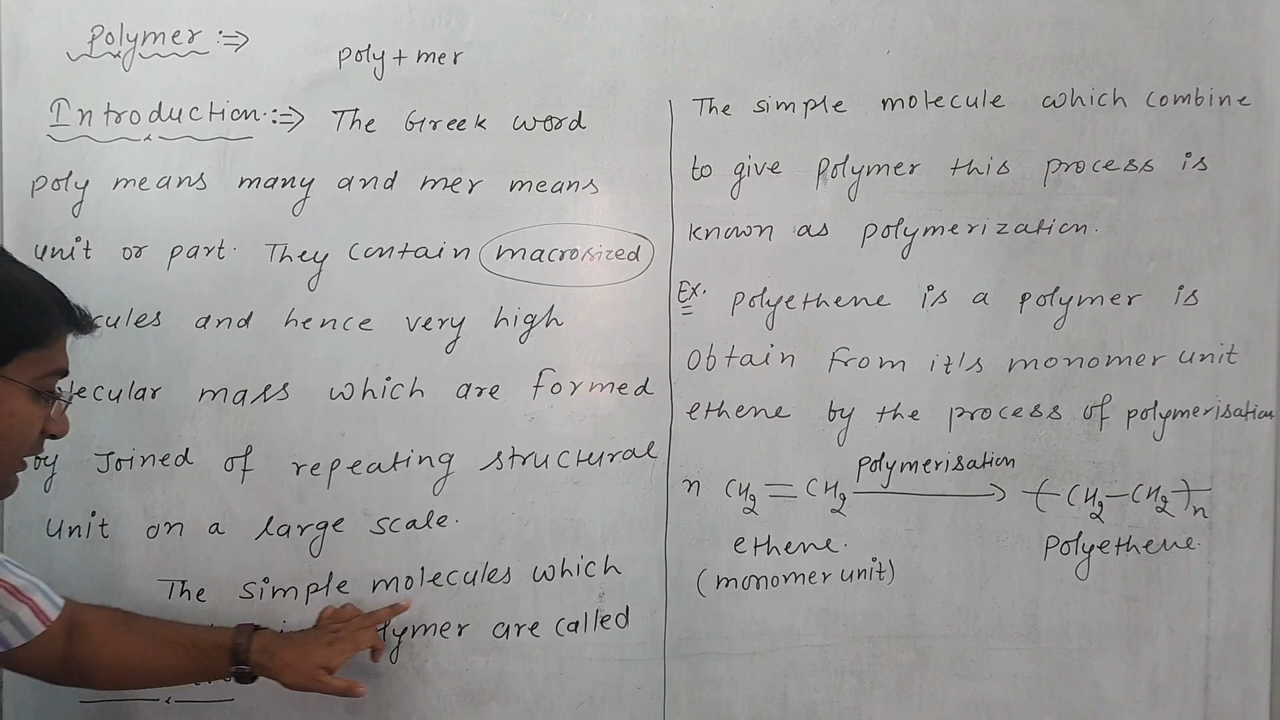 Polymer :⇒
poly + mer
Introduction :⇒ The Greek word
poly means many and mer means
unit or part. They contain macrosized
cules and hence very high
lecular mass which are formed
by Joined of repeating structural
unit on a large scale.
The simple molecules which
lymer are called
The simple molecule which combine
to give polymer this process is
known as polymerization.
Ex. polyethene is a polymer is
obtain from it's monomer unit
ethene by the process of polymerisation
n CH₂=CH₂ polymerisation → (CH₂-CH₂)n
ethene. polyethene.
(monomer unit)